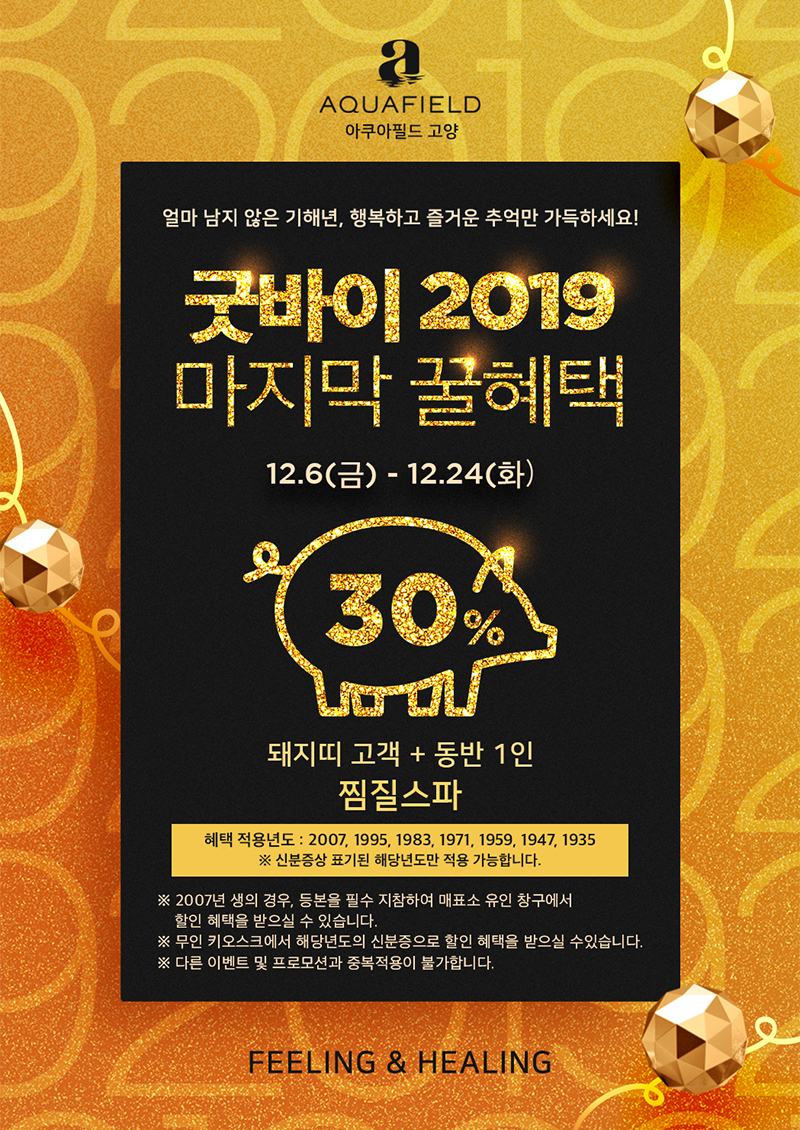 a
AQUAFIELD
아쿠아필드 고양
얼마 남지 않은 기해년, 행복하고 즐거운 추억만 가득하세요!
굿바이 2019
마지막 꿀혜택
12.6(금) - 12.24(화)
30%
돼지띠 고객 + 동반 1인
찜질스파
혜택 적용년도 : 2007, 1995, 1983, 1971, 1959, 1947, 1935
※ 신분증상 표기된 해당년도만 적용 가능합니다.
※ 2007년 생의 경우, 등본을 필수 지참하여 매표소 유인 창구에서
할인 혜택을 받으실 수 있습니다.
※ 무인 키오스크에서 해당년도의 신분증으로 할인 혜택을 받으실 수있습니다.
※ 다른 이벤트 및 프로모션과 중복적용이 불가합니다.
FEELING & HEALING